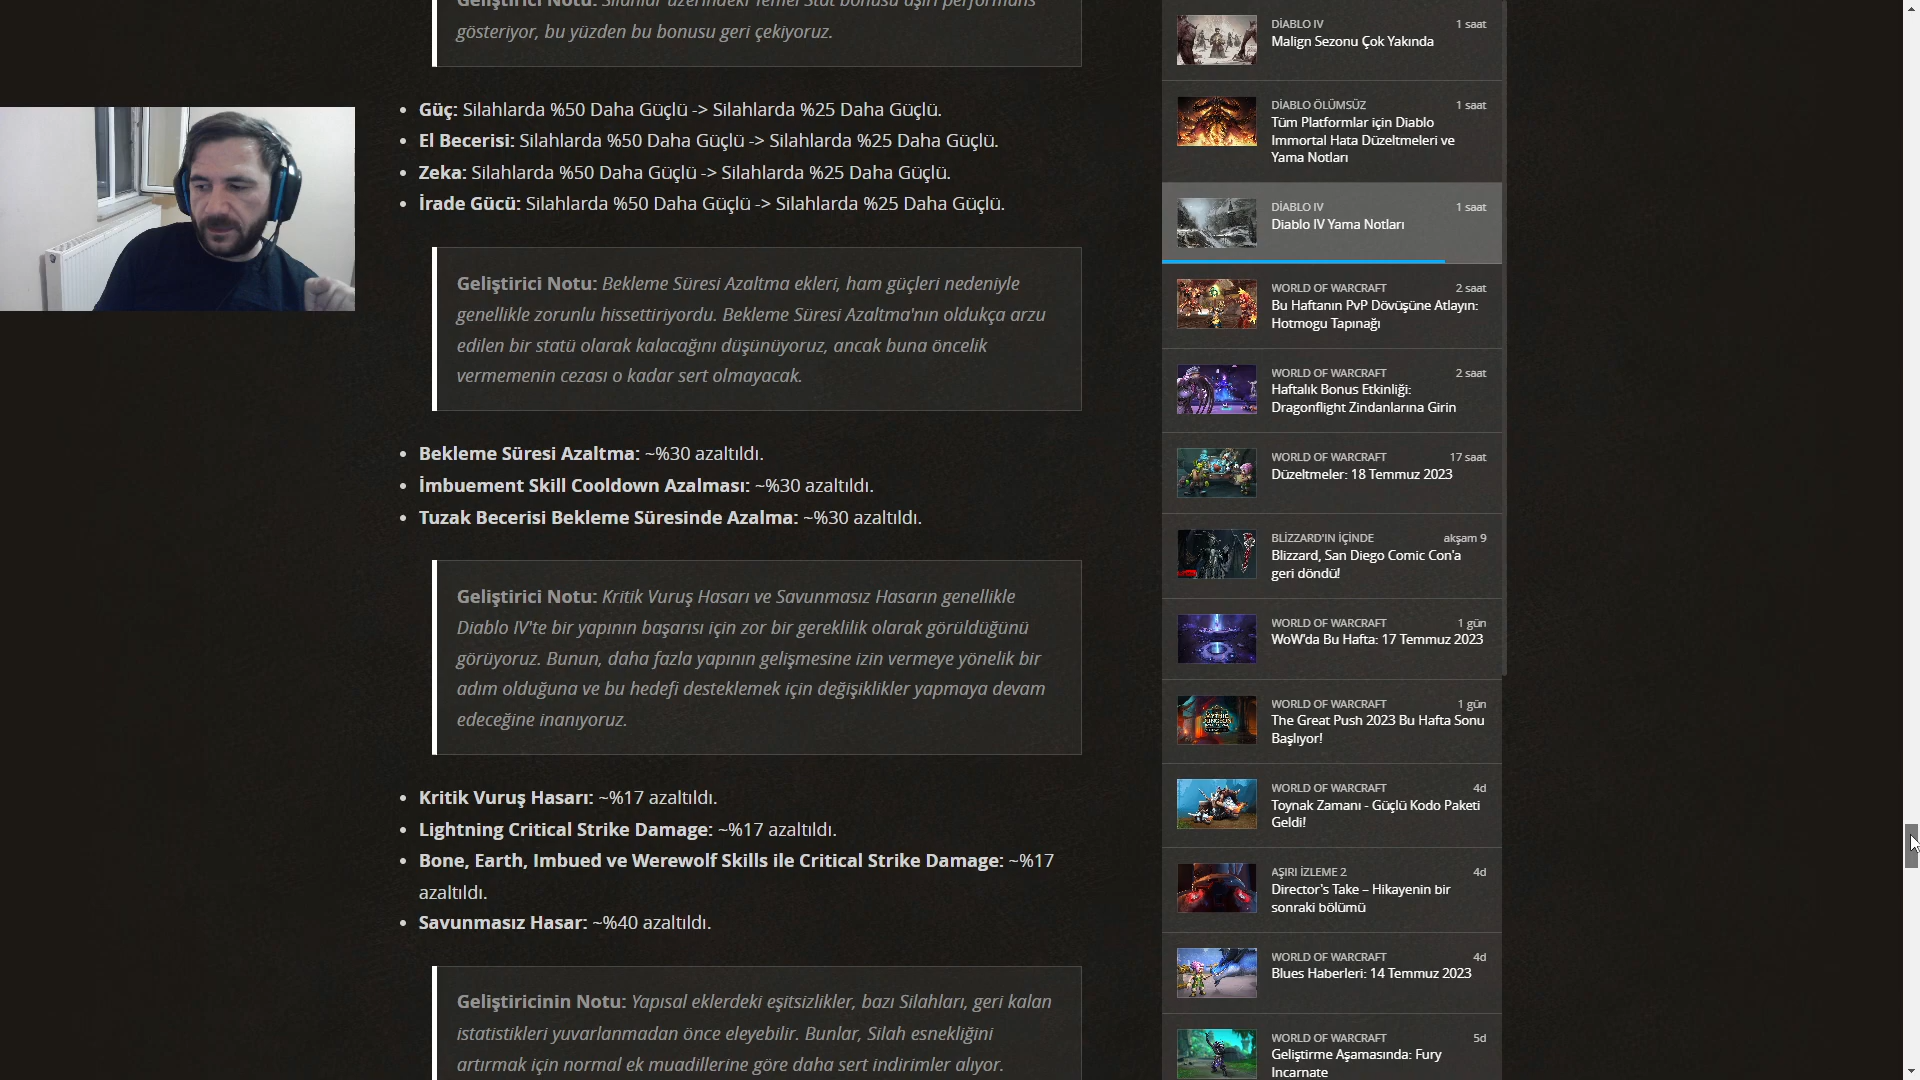 Geliştirici Notu: Silahlar üzerindeki Temel Stat bonusu aşırı performans
gösteriyor, bu yüzden bu bonusu geri çekiyoruz.
• Güç: Silahlarda %50 Daha Güçlü -> Silahlarda %25 Daha Güçlü.
• El Becerisi: Silahlarda %50 Daha Güçlü -> Silahlarda %25 Daha Güçlü.
• Zeka: Silahlarda %50 Daha Güçlü -> Silahlarda %25 Daha Güçlü.
• İrade Gücü: Silahlarda %50 Daha Güçlü -> Silahlarda %25 Daha Güçlü.
Geliştirici Notu: Bekleme Süresi Azaltma ekleri, ham güçleri nedeniyle
genellikle zorunlu hissettiriyordu. Bekleme Süresi Azaltma'nın oldukça arzu
edilen bir statü olarak kalacağını düşünüyoruz, ancak buna öncelik
vermemenin cezası o kadar sert olmayacak.
• Bekleme Süresi Azaltma: ~%30 azaltıldı.
• İmbuement Skill Cooldown Azalması: ~%30 azaltıldı.
• Tuzak Becerisi Bekleme Süresinde Azalma: ~%30 azaltıldı.
Geliştirici Notu: Kritik Vuruş Hasarı ve Savunmasız Hasarın genellikle
Diablo IV'te bir yapının başarısı için zor bir gereklilik olarak görüldüğünü
görüyoruz. Bunun, daha fazla yapının gelişmesine izin vermeye yönelik bir
adım olduğuna ve bu hedefi desteklemek için değişiklikler yapmaya devam
edeceğine inanıyoruz.
• Kritik Vuruş Hasarı: ~%17 azaltıldı.
• Lightning Critical Strike Damage: ~%17 azaltıldı.
• Bone, Earth, Imbued ve Werewolf Skills ile Critical Strike Damage: ~%17
azaltıldı.
• Savunmasız Hasar: ~%40 azaltıldı.
Geliştiricinin Notu: Yapısal eklerdeki eşitsizlikler, bazı Silahları, geri kalan
istatistikleri yuvarlanmadan önce eleyebilir. Bunlar, Silah esnekliğini
artırmak için normal ek muadillerine göre daha sert indirimler alıyor.
DİABLO IV 1 saat
Malign Sezonu Çok Yakında
DİABLO ÖLÜMSÜZ 1 saat
Tüm Platformlar için Diablo
Immortal Hata Düzeltmeleri ve
Yama Notları
DİABLO IV 1 saat
Diablo IV Yama Notları
WORLD OF WARCRAFT 2 saat
Bu Haftanın PvP Dövüşüne Atlayın:
Hotmogu Tapınağı
WORLD OF WARCRAFT 2 saat
Haftalık Bonus Etkinliği:
Dragonflight Zindanlarına Girin
WORLD OF WARCRAFT 17 saat
Düzeltmeler: 18 Temmuz 2023
BLİZZARD'IN İÇİNDE akşam 9
Blizzard, San Diego Comic Con'a
geri döndü!
WORLD OF WARCRAFT 1 gün
WoW'da Bu Hafta: 17 Temmuz 2023
WORLD OF WARCRAFT 1 gün
The Great Push 2023 Bu Hafta Sonu
Başlıyor!
WORLD OF WARCRAFT 4d
Toynak Zamanı - Güçlü Kodo Paketi
Geldi!
AŞIRI İZLEME 2 4d
Director's Take – Hikayenin bir
sonraki bölümü
WORLD OF WARCRAFT 4d
Blues Haberleri: 14 Temmuz 2023
WORLD OF WARCRAFT 5d
Geliştirme Aşamasında: Fury
Incarnate